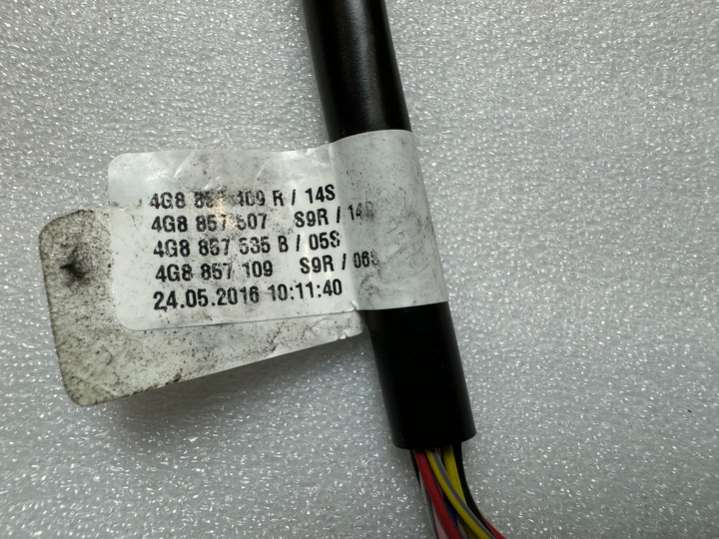 4G8 409 R / 14S
4G8 857 507 S9R /
4G8 857 535 B / 05S
4G8 857 109 S9R / 06S
24.05.2016 10:11:40